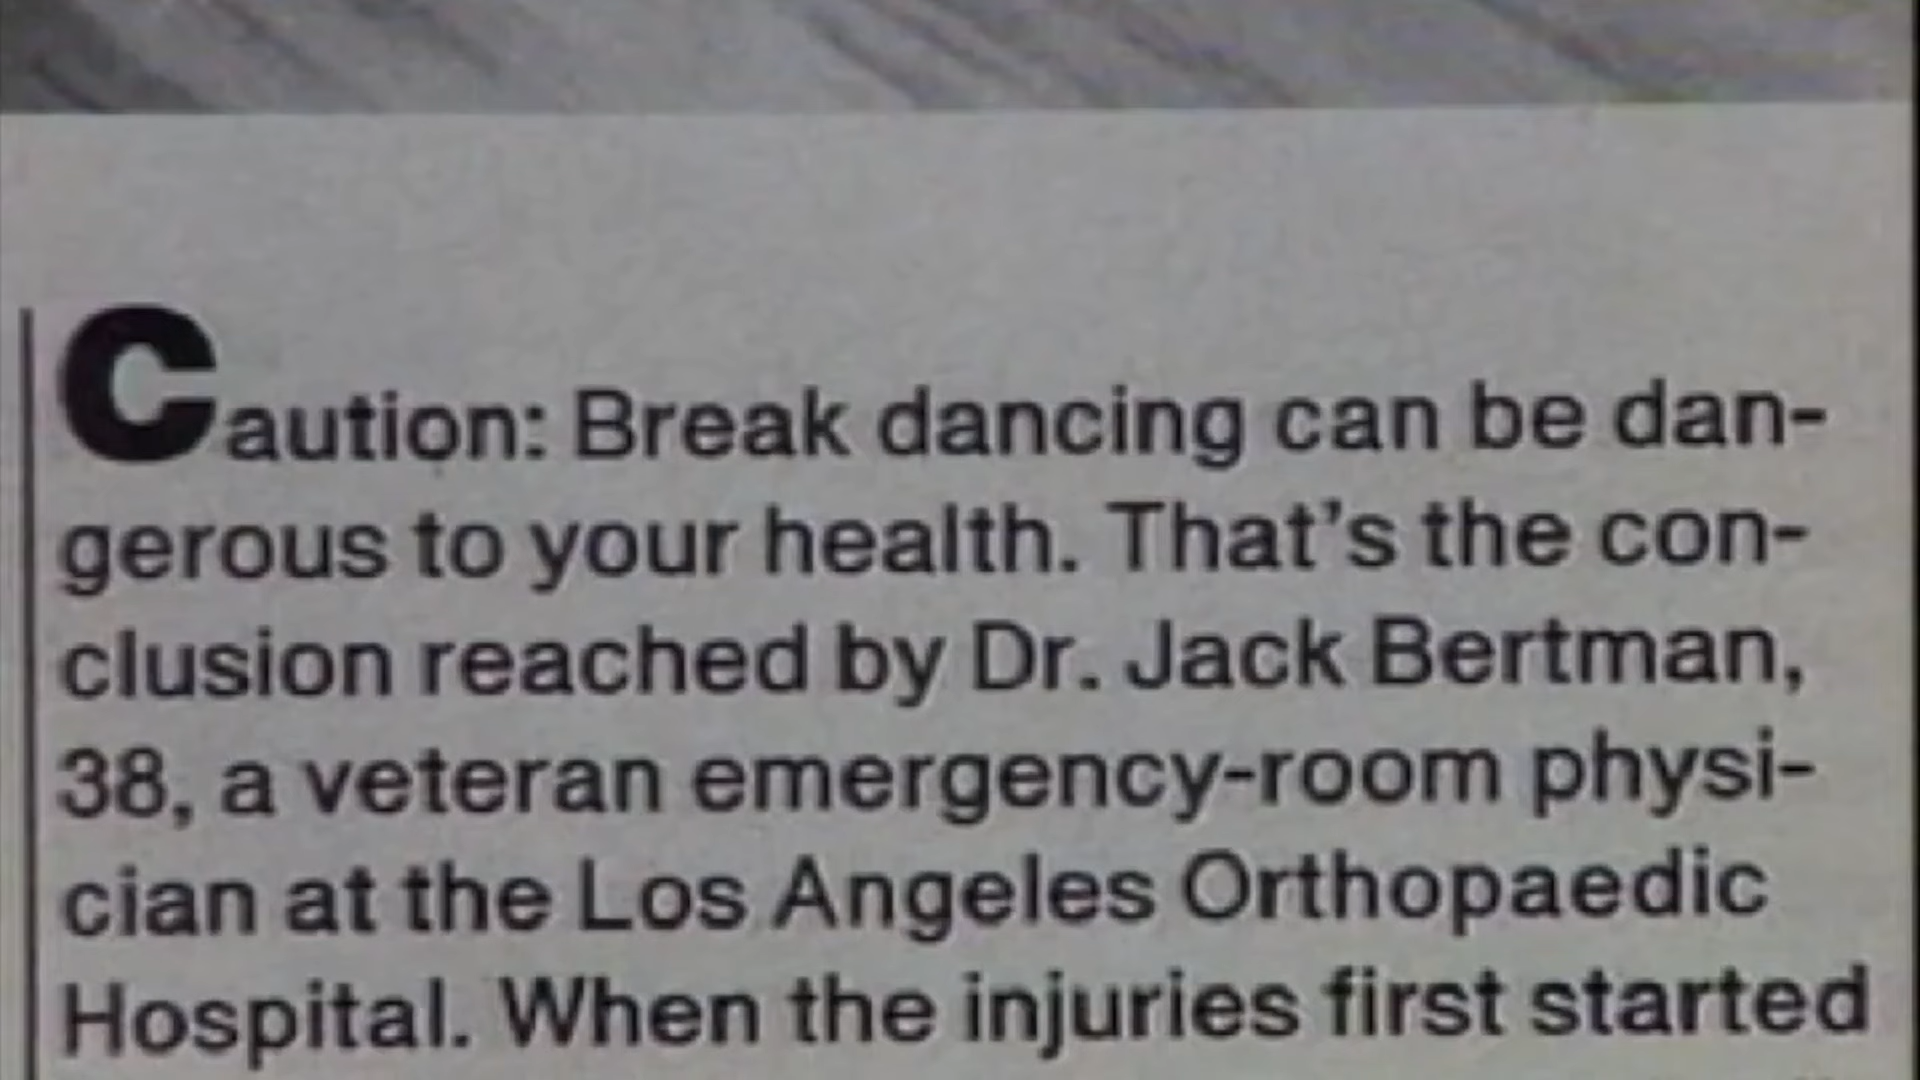 Caution: Break dancing can be dan-
gerous to your health. That's the con-
clusion reached by Dr. Jack Bertman,
38, a veteran emergency-room physi-
cian at the Los Angeles Orthopaedic
Hospital. When the injuries first started